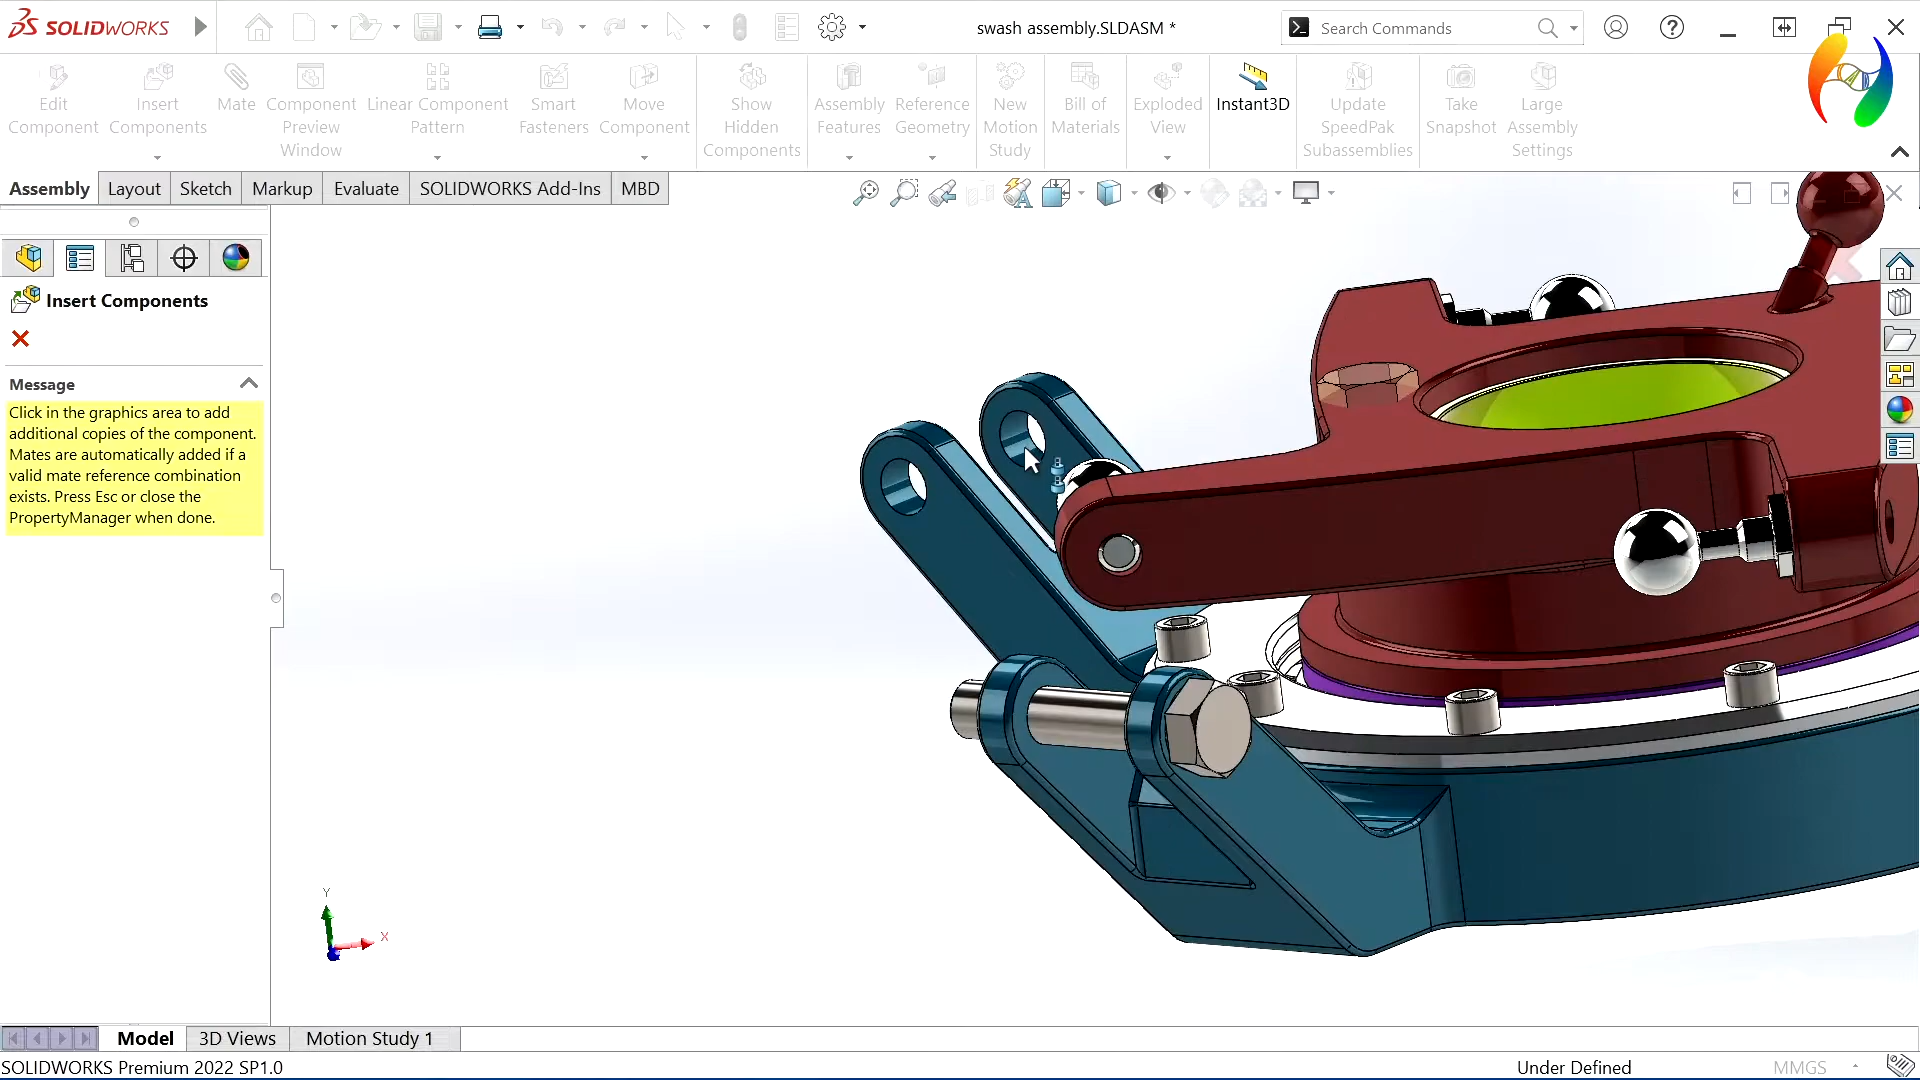 SOLIDWORKS
swash assembly.SLDASM *
Search Commands
Edit Component
Insert Components
Mate
Component Preview Window
Linear Component Pattern
Smart Fasteners
Move Component
Show Hidden Components
Assembly Features
Reference Geometry
New Motion Study
Bill of Materials
Exploded View
Instant3D
Update SpeedPak Subassemblies
Take Snapshot
Large Assembly Settings
Assembly
Layout
Sketch
Markup
Evaluate
SOLIDWORKS Add-Ins
MBD
Insert Components
Message
Click in the graphics area to add
additional copies of the component.
Mates are automatically added if a
valid mate reference combination
exists. Press Esc or close the
PropertyManager when done.
Y
X
Model
3D Views
Motion Study 1
SOLIDWORKS Premium 2022 SP1.0
Under Defined
MMGS